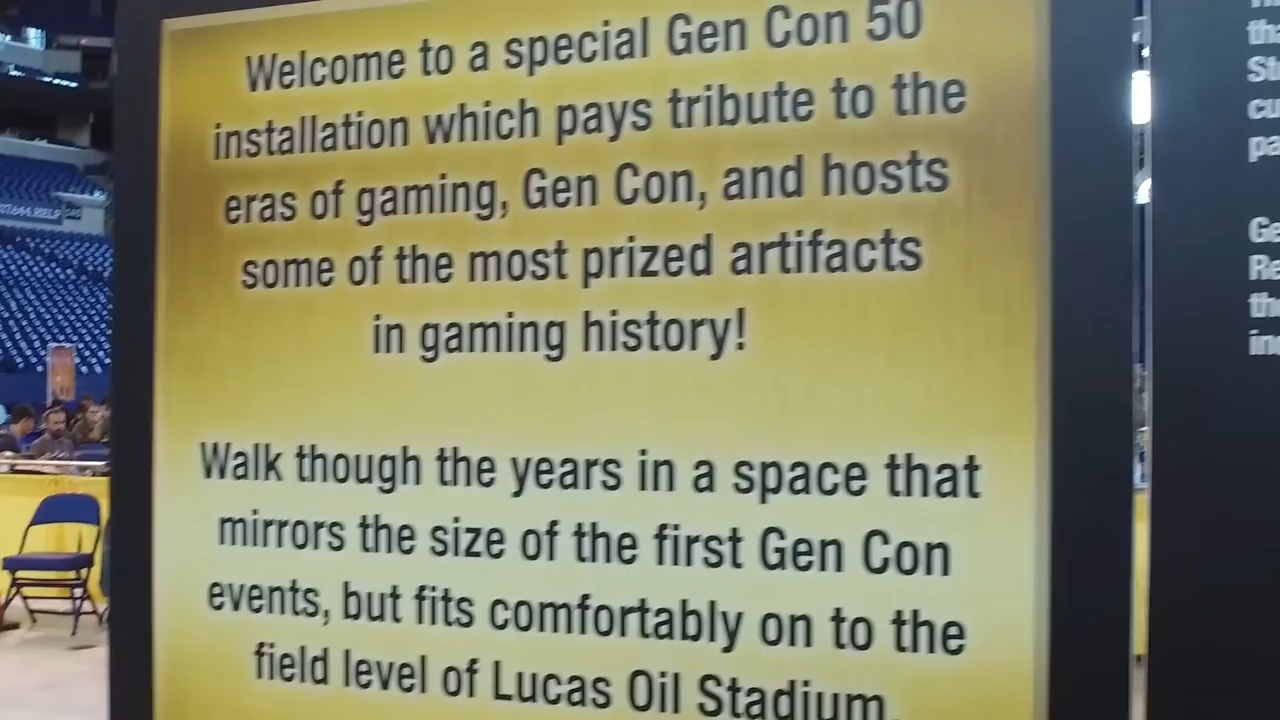 Welcome to a special Gen Con 50
installation which pays tribute to the
eras of gaming, Gen Con, and hosts
some of the most prized artifacts
in gaming history!
Walk though the years in a space that
mirrors the size of the first Gen Con
events, but fits comfortably on to the
field level of Lucas Oil Stadium.